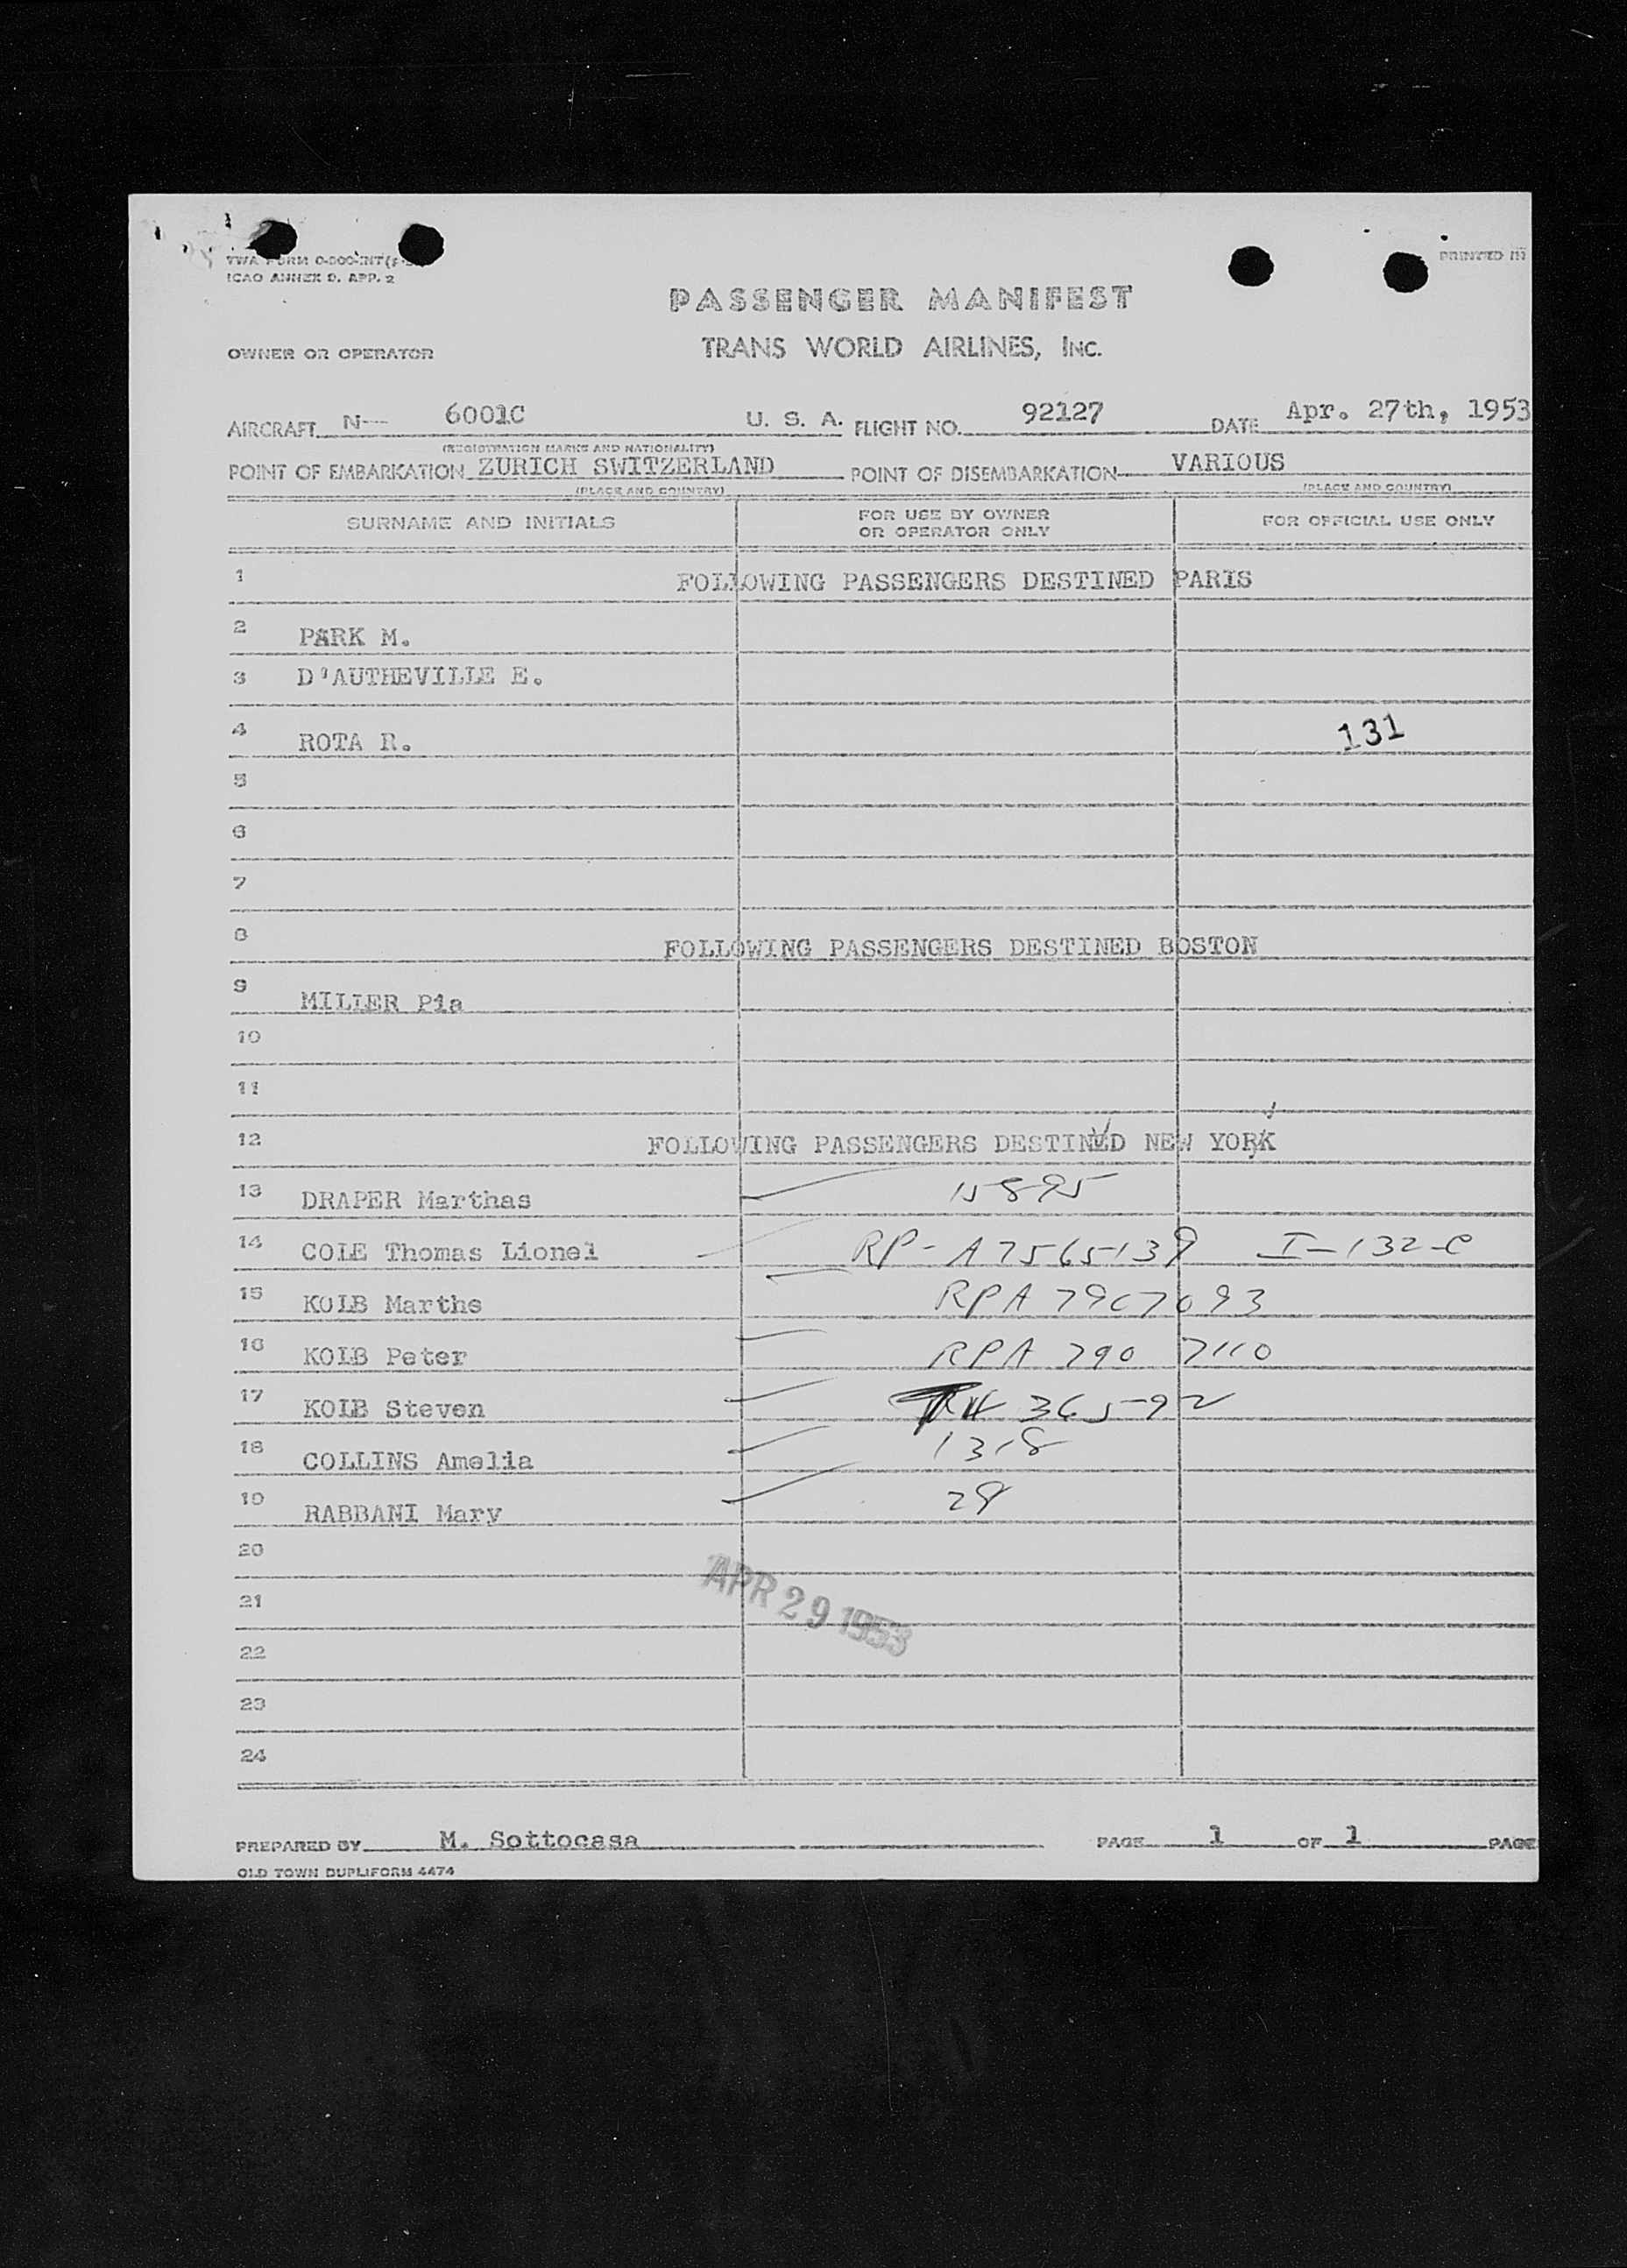 TWA FORM
ICAO ANNEX 9. APP. 2
PRINTED IN
PASSENGER MANIFEST
OWNER OR OPERATOR TRANS WORLD AIRLINES, INC.
AIRCRAFT N-- 6001C U. S. A. FLIGHT NO. 92127 DATE Apr. 27th, 1953
(REGISTRATION MARKS AND NATIONALITY)
POINT OF EMBARKATION ZURICH SWITZERLAND POINT OF DISEMBARKATION VARIOUS
(PLACE AND COUNTRY) (PLACE AND COUNTRY)
SURNAME AND INITIALS FOR USE BY OWNER OR OPERATOR ONLY FOR OFFICIAL USE ONLY
1 FOLLOWING PASSENGERS DESTINED PARIS
2 PARK M.
3 D'AUTHEVILLE E.
4 ROTA R. 131
5
6
7
8 FOLLOWING PASSENGERS DESTINED BOSTON
9 MILLER Pia
10
11
12 FOLLOWING PASSENGERS DESTINED NEW YORK
13 DRAPER Marthas 15895
14 COLE Thomas Lionel RP-A7565139 I-132-C
15 KOLB Marthe RPA 7907093
16 KOLB Peter RPA 790 7110
17 KOLB Steven 36592
18 COLLINS Amelia 1318
19 RABBANI Mary 28
20
APR 29 1953
21
22
23
24
PREPARED BY M. Sottocasa PAGE 1 OF 1 PAGE
OLD TOWN DUPLIFORM 4474